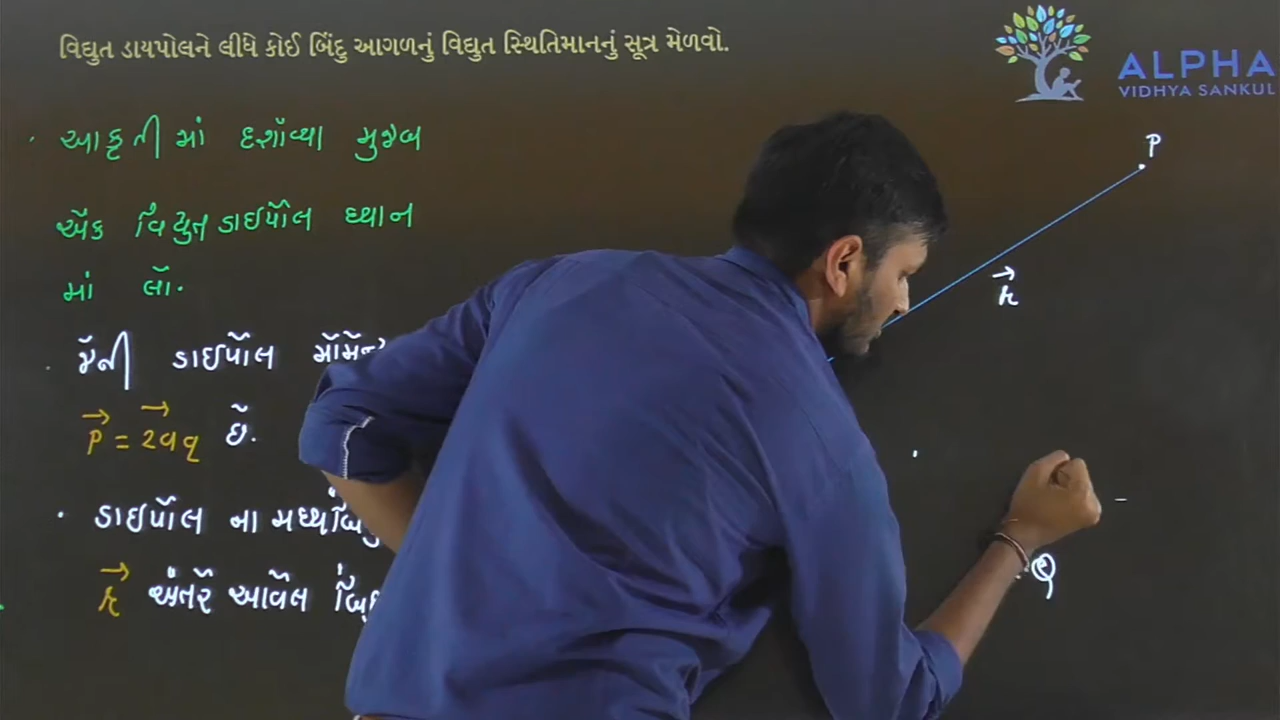 વિદ્યુત ડાયપોલને લીધે કોઈ બિંદુ આગળનું વિદ્યુત સ્થિતિમાનનું સૂત્ર મેળવો.
ALPHA
VIDHYA SANKUL
આકૃતીમાં દર્શાવ્યા મુજબ
એક વિદ્યુત ડાઈપોલ ધ્યાન
માં લો.
જેની ડાઈપોલ
P = 2aq છે.
ડાઈપોલ ના
r અંતરે આવેલ
P
r